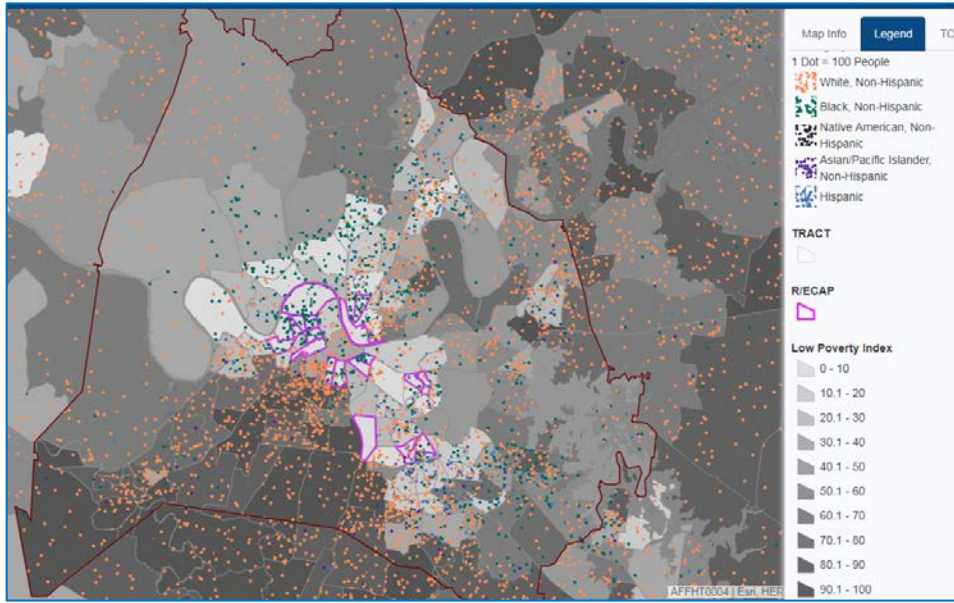 Map Info Legend TO
1 Dot = 100 People
White, Non-Hispanic
Black, Non-Hispanic
Native American, Non-
Hispanic
Asian/Pacific Islander,
Non-Hispanic
Hispanic
TRACT
R/ECAP
Low Poverty Index
0 - 10
10.1 - 20
20.1 - 30
30.1 - 40
40.1 - 50
50.1 - 60
60.1 - 70
70.1 - 80
80.1 - 90
90.1 - 100
AFFHT0004 | Esri, HER